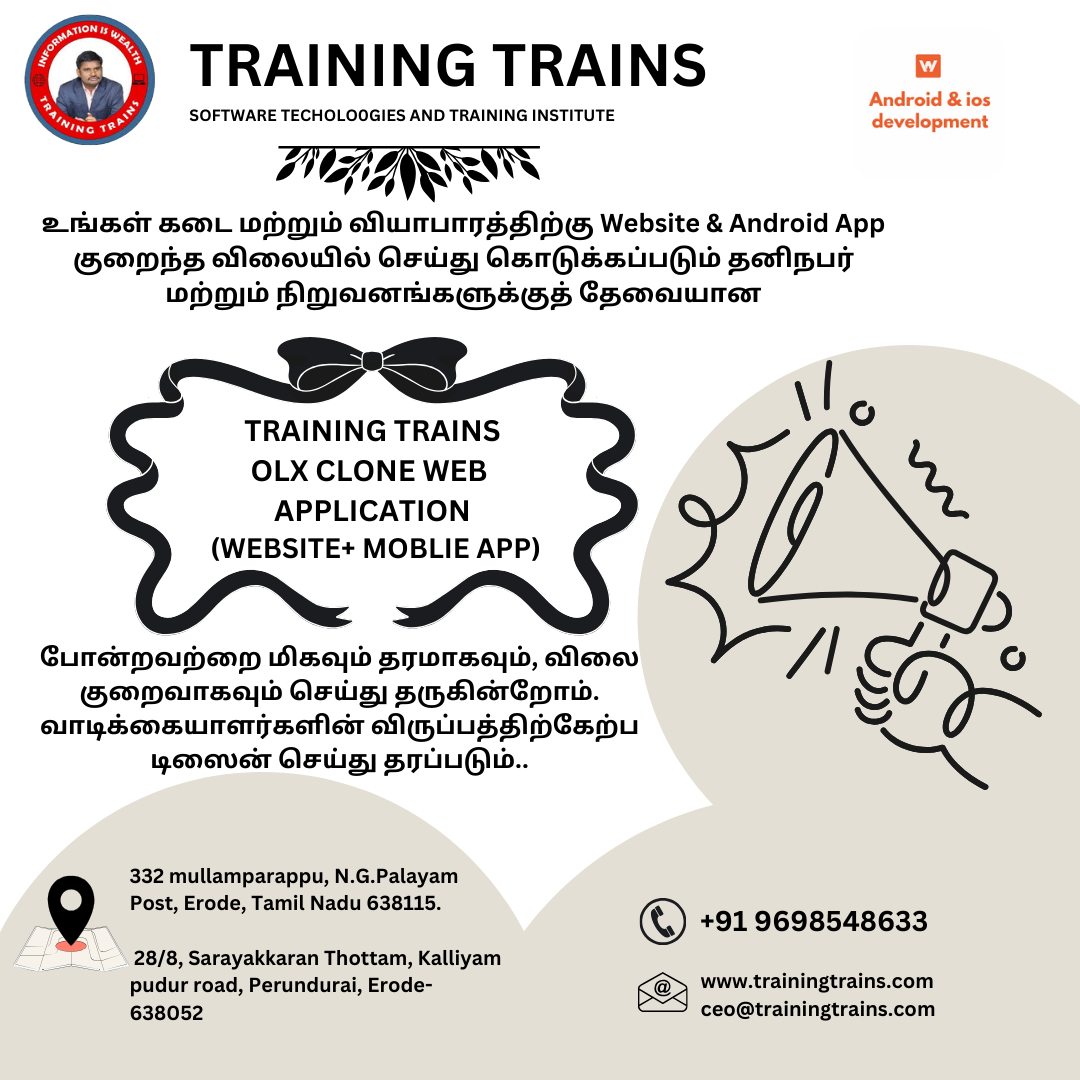 INFORMATION IS WEALTH
TRAINING TRAINS
TRAINING TRAINS
SOFTWARE TECHOLO0GIES AND TRAINING INSTITUTE
W
Android & ios
development
உங்கள் கடை மற்றும் வியாபாரத்திற்கு Website & Android App
குறைந்த விலையில் செய்து கொடுக்கப்படும் தனிநபர்
மற்றும் நிறுவனங்களுக்குத் தேவையான
TRAINING TRAINS
OLX CLONE WEB
APPLICATION
(WEBSITE+ MOBLIE APP)
போன்றவற்றை மிகவும் தரமாகவும், விலை
குறைவாகவும் செய்து தருகின்றோம்.
வாடிக்கையாளர்களின் விருப்பத்திற்கேற்ப
டிஸைன் செய்து தரப்படும்..
332 mullamparappu, N.G.Palayam
Post, Erode, Tamil Nadu 638115.
28/8, Sarayakkaran Thottam, Kalliyam
pudur road, Perundurai, Erode-
638052
+91 9698548633
@
www.trainingtrains.com
ceo@trainingtrains.com